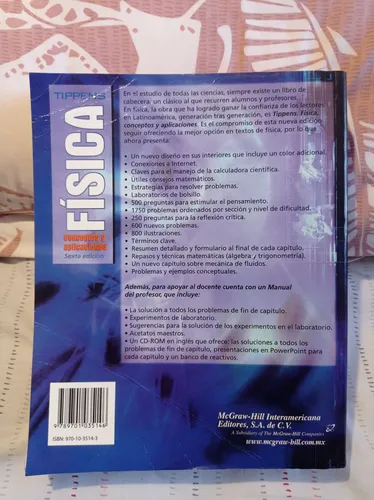 TIPPENS
FÍSICA
conceptos y
aplicaciones
Sexta edición
En el estudio de todas las ciencias, siempre existe un libro de
cabecera, un clásico al que recurren alumnos y profesores.
En física, la obra que ha logrado ganar la confianza de los lectores
en Latinoamérica, generación tras generación, es Tippens. Física,
conceptos y aplicaciones. Es el compromiso de esta nueva edición
seguir ofreciendo la mejor opción en textos de física, por lo que
ahora presenta:
• Un nuevo diseño en sus interiores que incluye un color adicional.
• Conexiones a Internet.
• Claves para el manejo de la calculadora científica.
• Útiles consejos matemáticos.
• Estrategias para resolver problemas.
• Laboratorios de bolsillo.
• 500 preguntas para estimular el pensamiento.
• 1750 problemas ordenados por sección y nivel de dificultad.
• 250 preguntas para la reflexión crítica.
• 600 nuevos problemas.
• 800 ilustraciones.
• Términos clave.
• Resumen detallado y formulario al final de cada capítulo.
• Repasos y técnicas matemáticas (álgebra y trigonometría).
• Un nuevo capítulo sobre mecánica de fluidos.
• Problemas y ejemplos conceptuales.
Además, para apoyar al docente cuenta con un Manual
del profesor, que incluye:
• La solución a todos los problemas de fin de capítulo.
• Experimentos de laboratorio.
• Sugerencias para la solución de los experimentos en el laboratorio.
• Acetatos maestros.
• Un CD-ROM en inglés que ofrece: las soluciones a todos los
problemas de fin de capítulo, presentaciones en PowerPoint para
cada capítulo y un banco de reactivos.
9 789701 035146
ISBN: 970-10-3514-3
McGraw-Hill Interamericana
Editores, S.A. de C.V.
A Subsidiary of The McGraw-Hill Companies
www.mcgraw-hill.com.mx